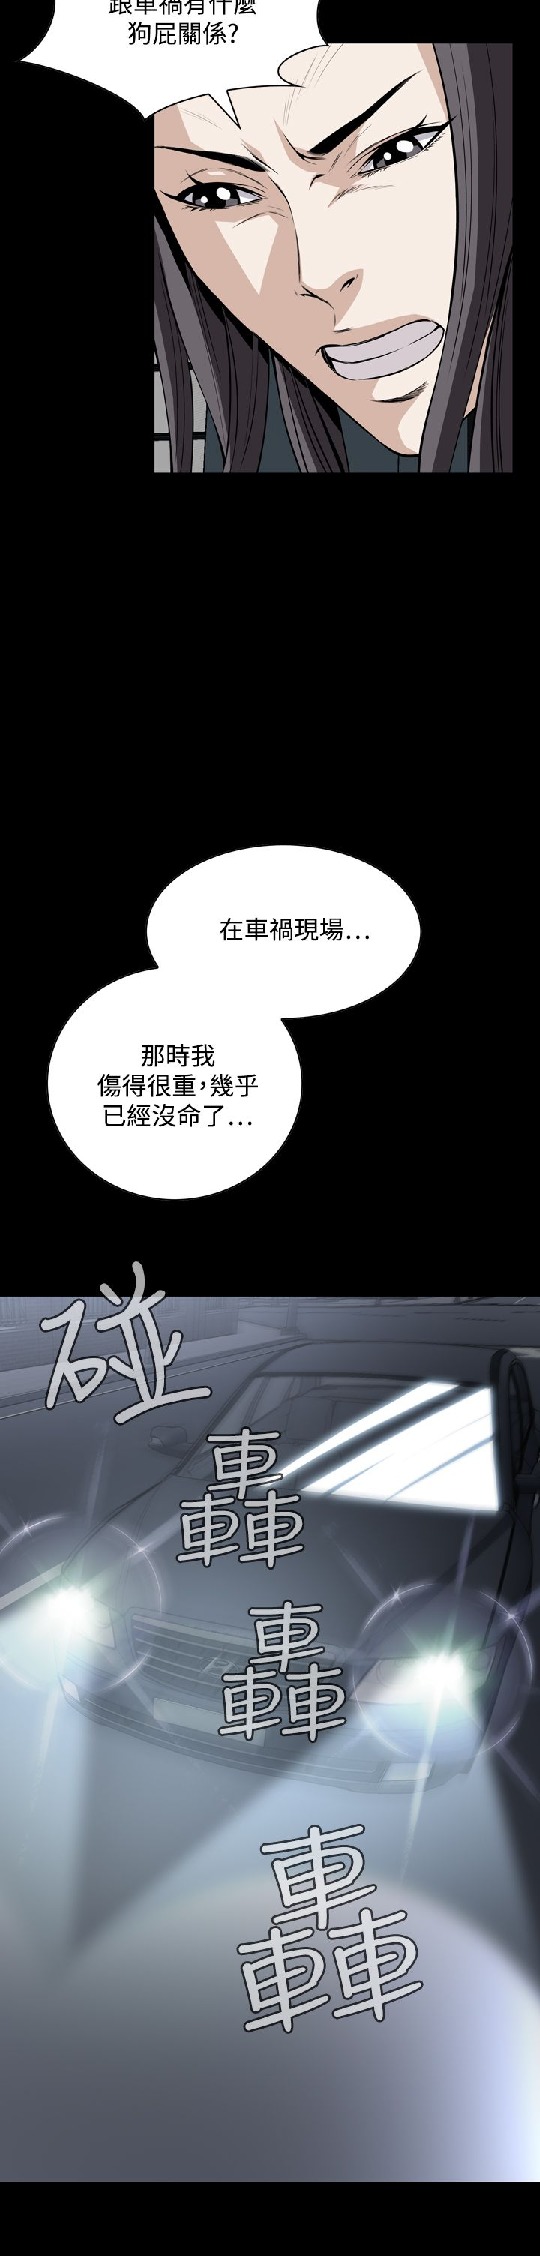 跟車禍有什麼
狗屁關係?
在車禍現場...
那時我
傷得很重,幾乎
已經沒命了...
碰
轟
轟
轟